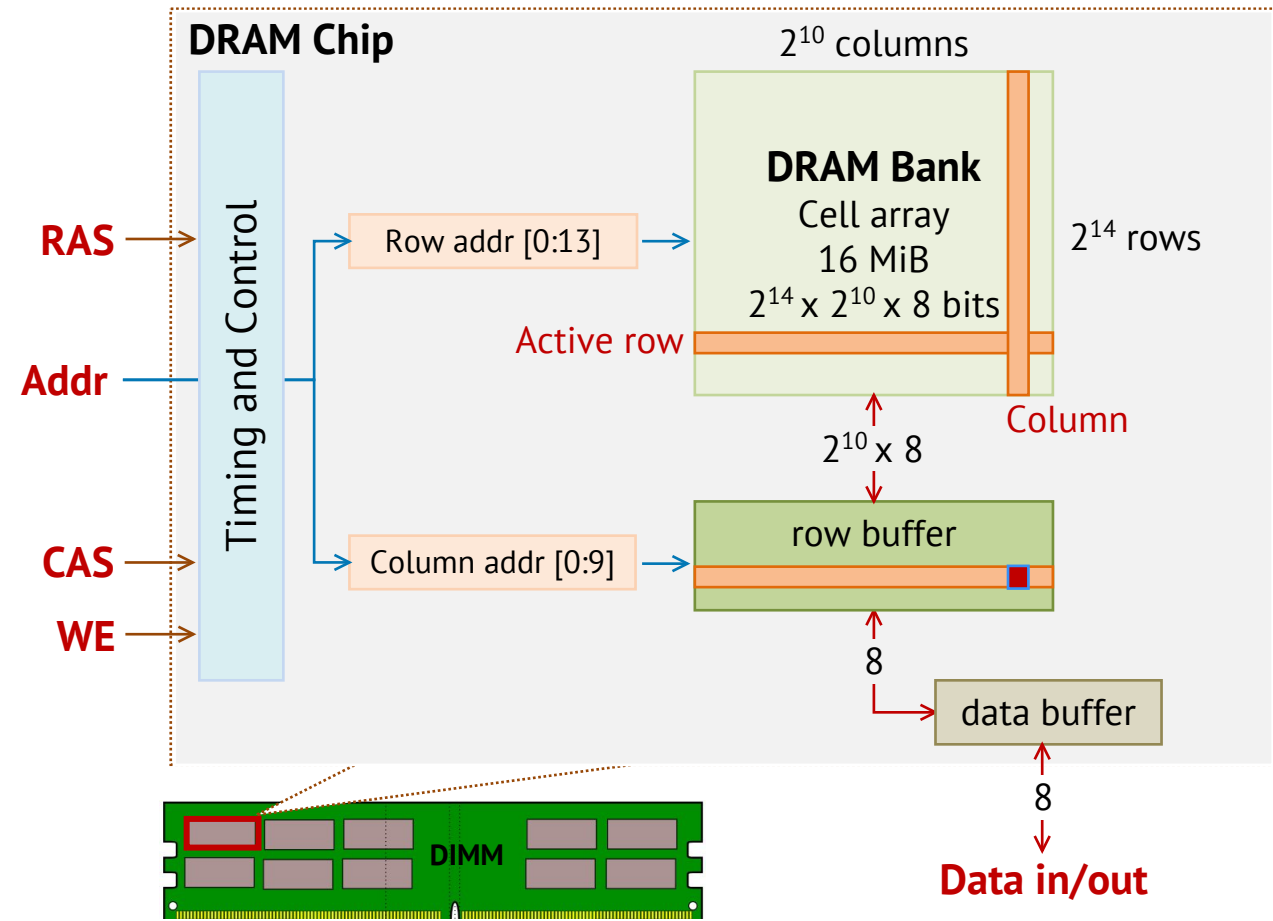 DRAM Chip
2¹⁰ columns
DRAM Bank
Cell array
16 MiB
2¹⁴ x 2¹⁰ x 8 bits
2¹⁴ rows
RAS
Row addr [0:13]
Timing and Control
Active row
Addr
Column
2¹⁰ x 8
row buffer
CAS
Column addr [0:9]
WE
8
data buffer
8
DIMM
Data in/out